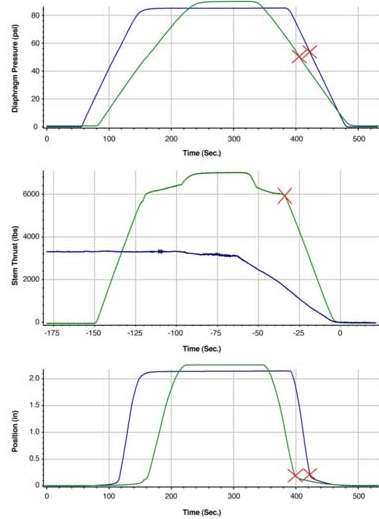 Diaphragm Pressure (psi)
80
60
40
20
0
0 100 200 300 400 500
Time (Sec.)
Stem Thrust (lbs)
6000
4000
2000
0
-175 -150 -125 -100 -75 -50 -25 0
Time (Sec.)
Position (in)
2.0
1.5
1.0
0.5
0
0 100 200 300 400 500
Time (Sec.)